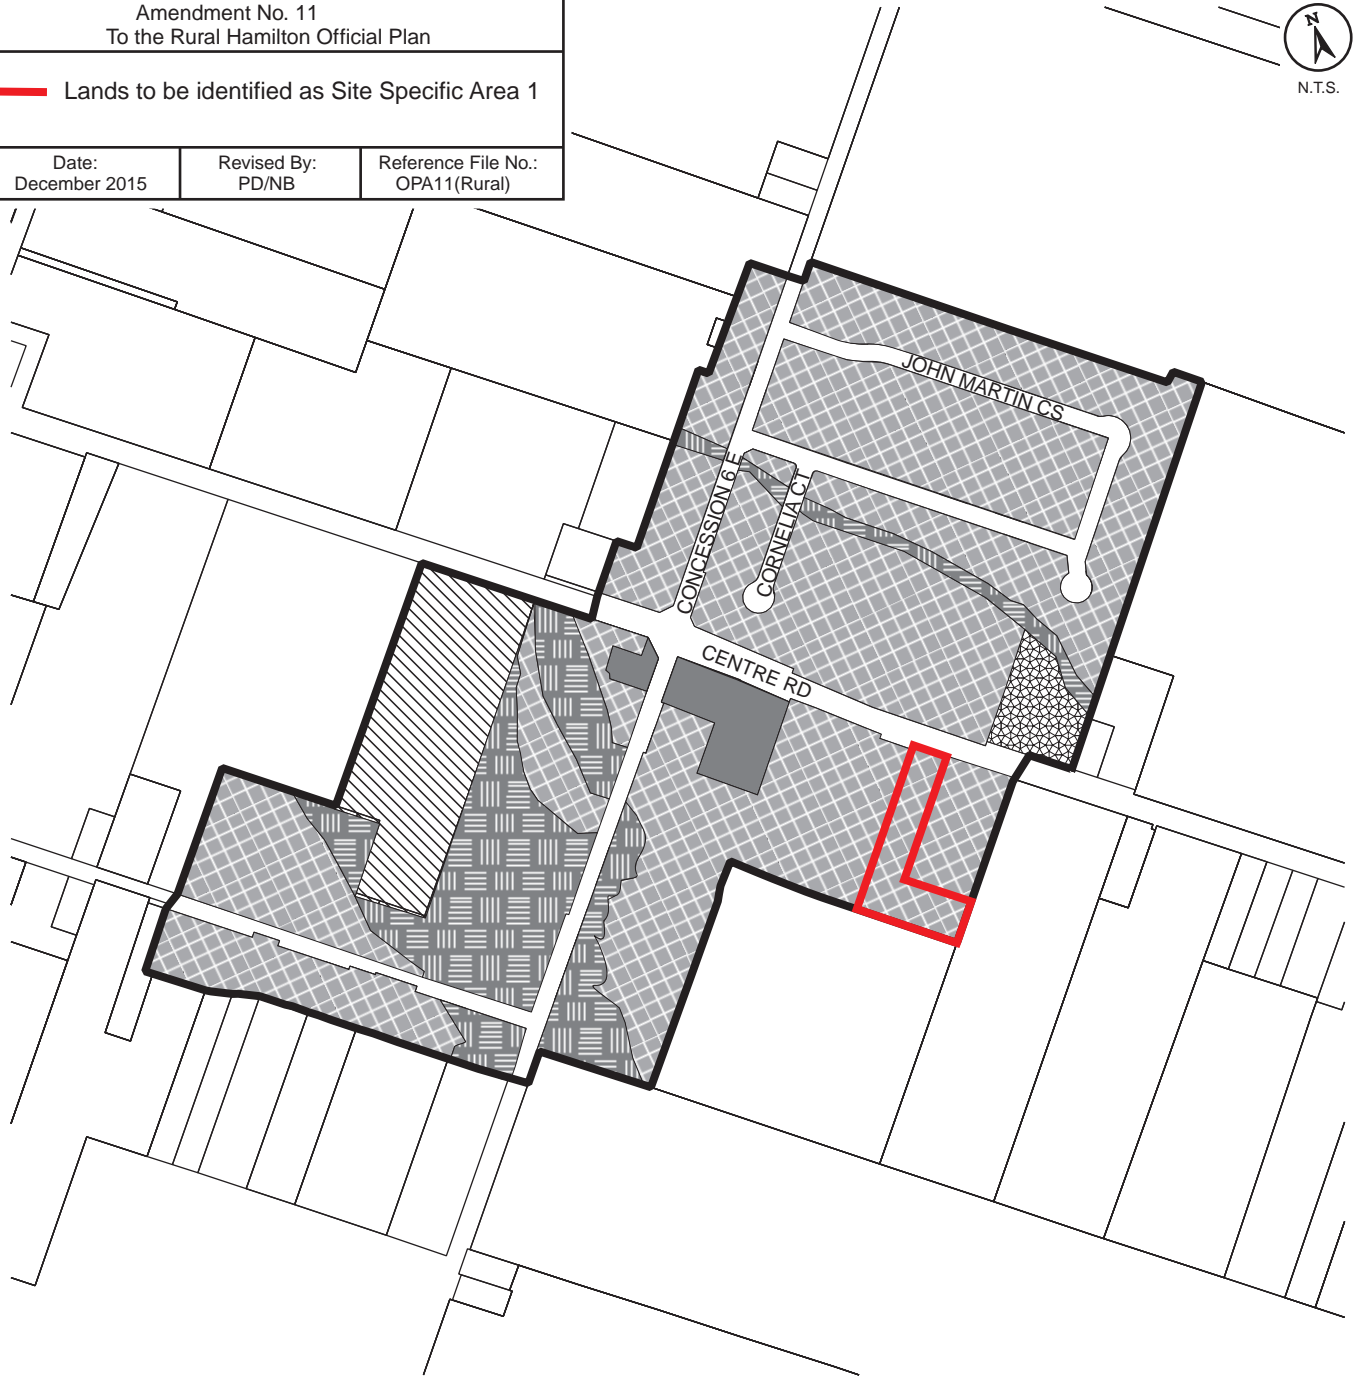 Amendment No. 11
To the Rural Hamilton Official Plan
Lands to be identified as Site Specific Area 1
Date:
December 2015
Revised By:
PD/NB
Reference File No.:
OPA11(Rural)
N
N.T.S.
JOHN MARTIN CS
CONCESSION 6 E
CORNELIA CT
CENTRE RD